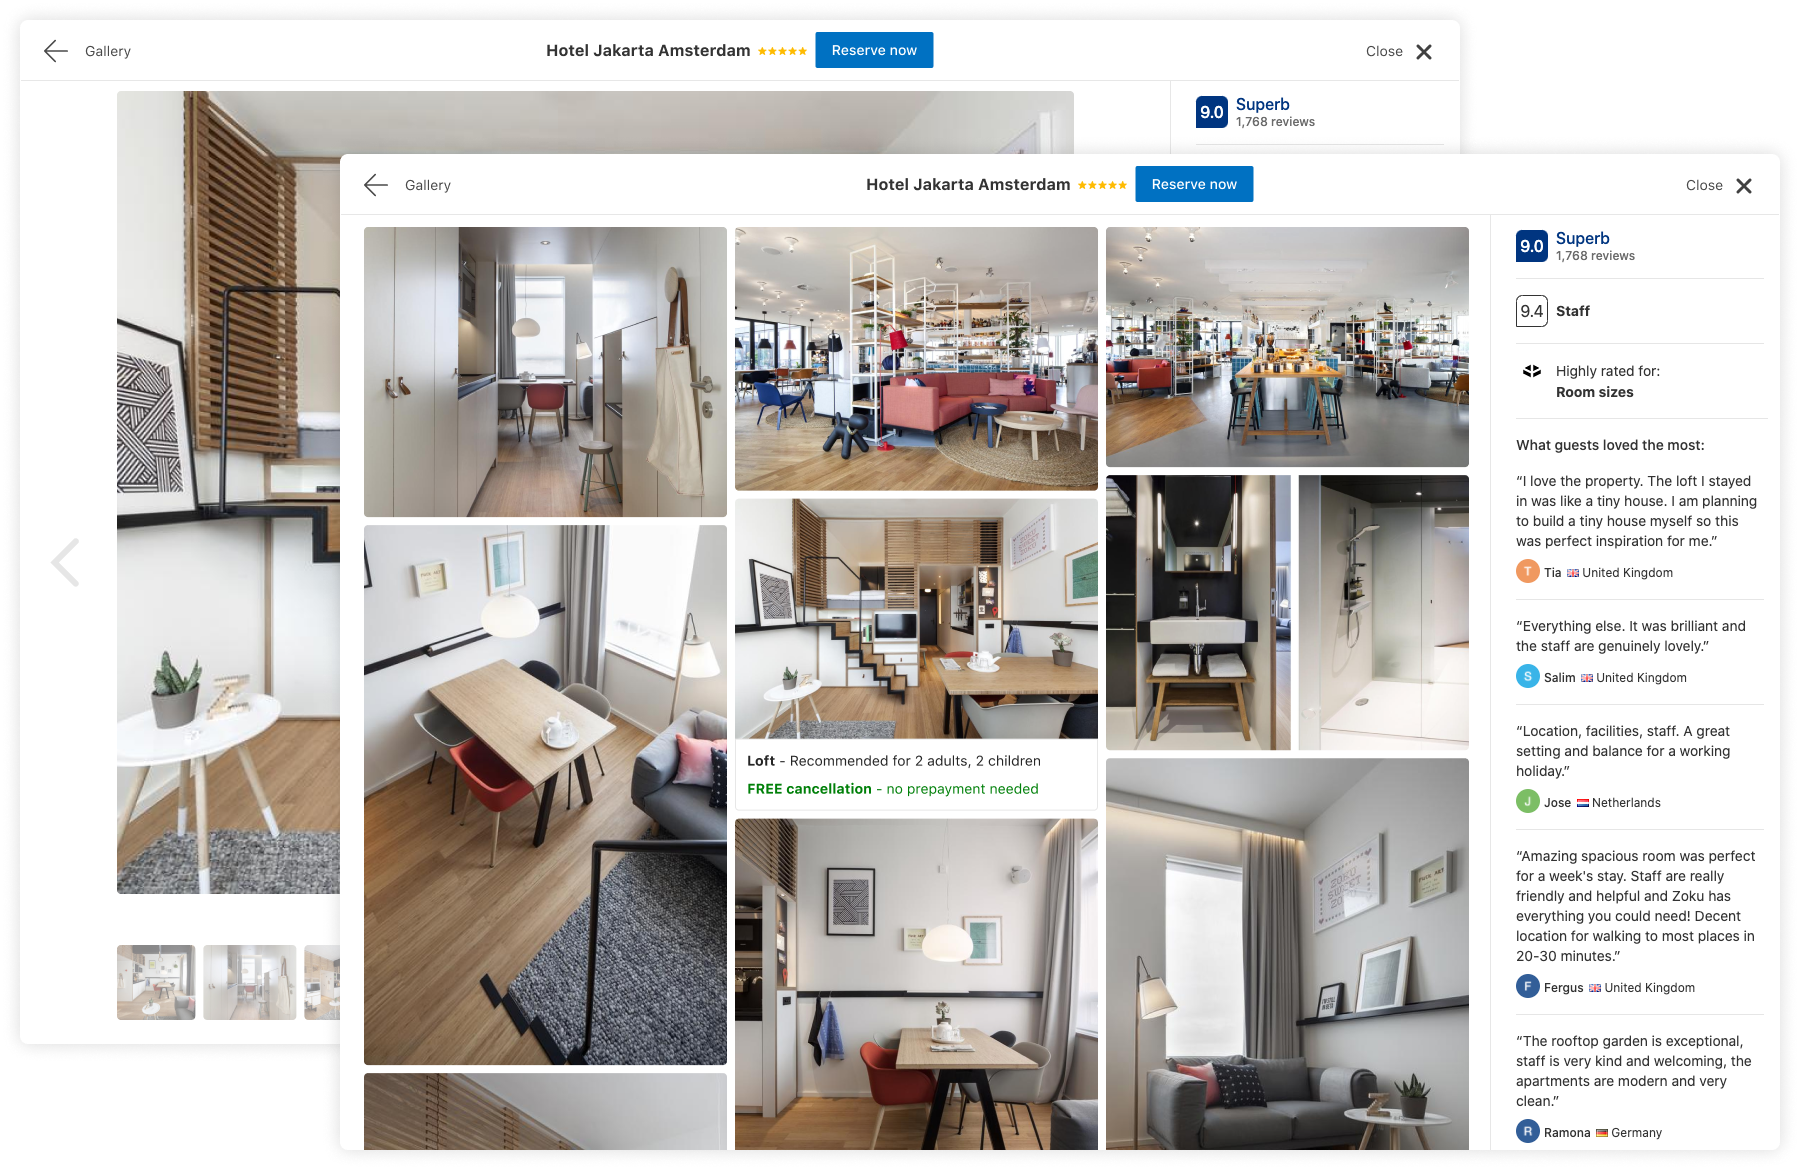 Gallery
Hotel Jakarta Amsterdam
Reserve now
Close
9.0
Superb
1,768 reviews
Gallery
Hotel Jakarta Amsterdam
Reserve now
Close
9.0
Superb
1,768 reviews
9.4
Staff
Highly rated for:
Room sizes
What guests loved the most:
“I love the property. The loft I stayed
in was like a tiny house. I am planning
to build a tiny house myself so this
was perfect inspiration for me.”
T
Tia United Kingdom
“Everything else. It was brilliant and
the staff are genuinely lovely.”
S
Salim United Kingdom
“Location, facilities, staff. A great
setting and balance for a working
holiday.”
J
Jose Netherlands
“Amazing spacious room was perfect
for a week's stay. Staff are really
friendly and helpful and Zoku has
everything you could need! Decent
location for walking to most places in
20-30 minutes.”
F
Fergus United Kingdom
“The rooftop garden is exceptional,
staff is very kind and welcoming, the
apartments are modern and very
clean.”
R
Ramona Germany
Loft - Recommended for 2 adults, 2 children
FREE cancellation - no prepayment needed
ZOKU
SWEET
ZOKU